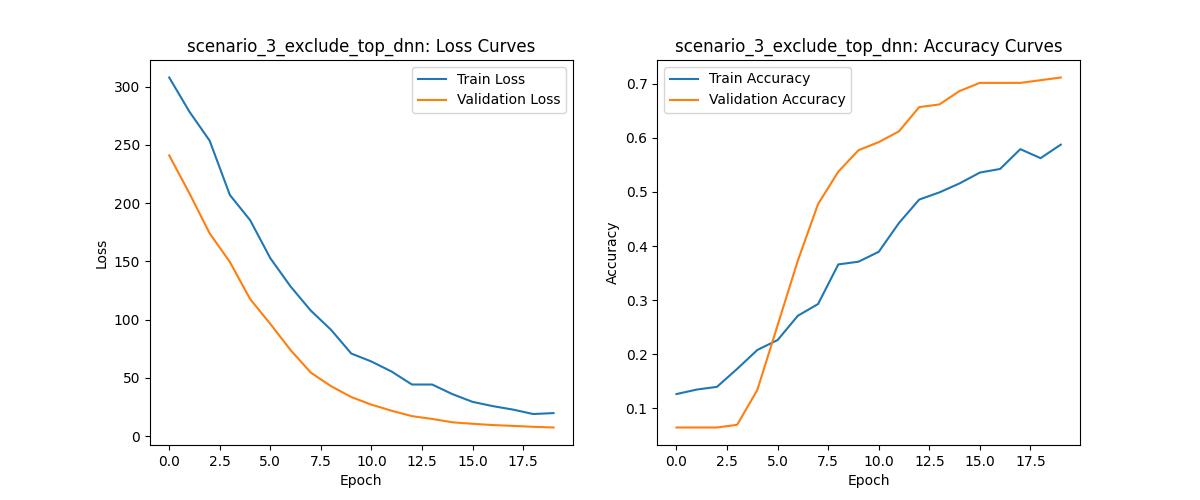 scenario_3_exclude_top_dnn: Loss Curves
Train Loss
Validation Loss
300
250
200
150
100
50
0
Loss
0.0 2.5 5.0 7.5 10.0 12.5 15.0 17.5
Epoch
scenario_3_exclude_top_dnn: Accuracy Curves
Train Accuracy
Validation Accuracy
0.7
0.6
0.5
0.4
0.3
0.2
0.1
Accuracy
0.0 2.5 5.0 7.5 10.0 12.5 15.0 17.5
Epoch